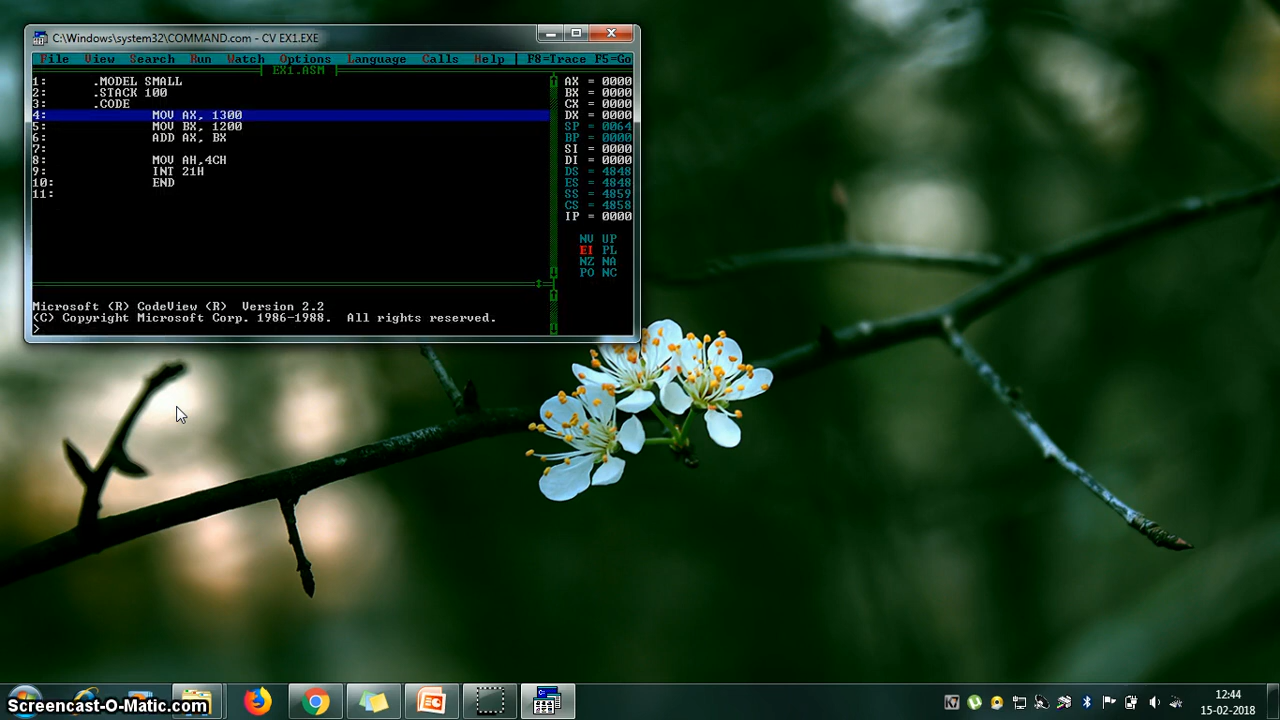 C:\Windows\system32\COMMAND.com - CV EX1.EXE
File View Search Run Watch Options Language Calls Help | F8=Trace F5=Go
EX1.ASM
1: .MODEL SMALL
2: .STACK 100
3: .CODE
4: MOV AX, 1300
5: MOV BX, 1200
6: ADD AX, BX
7:
8: MOV AH,4CH
9: INT 21H
10: END
11:
AX = 0000
BX = 0000
CX = 0000
DX = 0000
SP = 0064
BP = 0000
SI = 0000
DI = 0000
DS = 4848
ES = 4848
SS = 4859
CS = 4858
IP = 0000
NV UP
EI PL
NZ NA
PO NC
Microsoft (R) CodeView (R) Version 2.2
(C) Copyright Microsoft Corp. 1986-1988. All rights reserved.
>
Screencast-O-Matic.com
12:44
15-02-2018